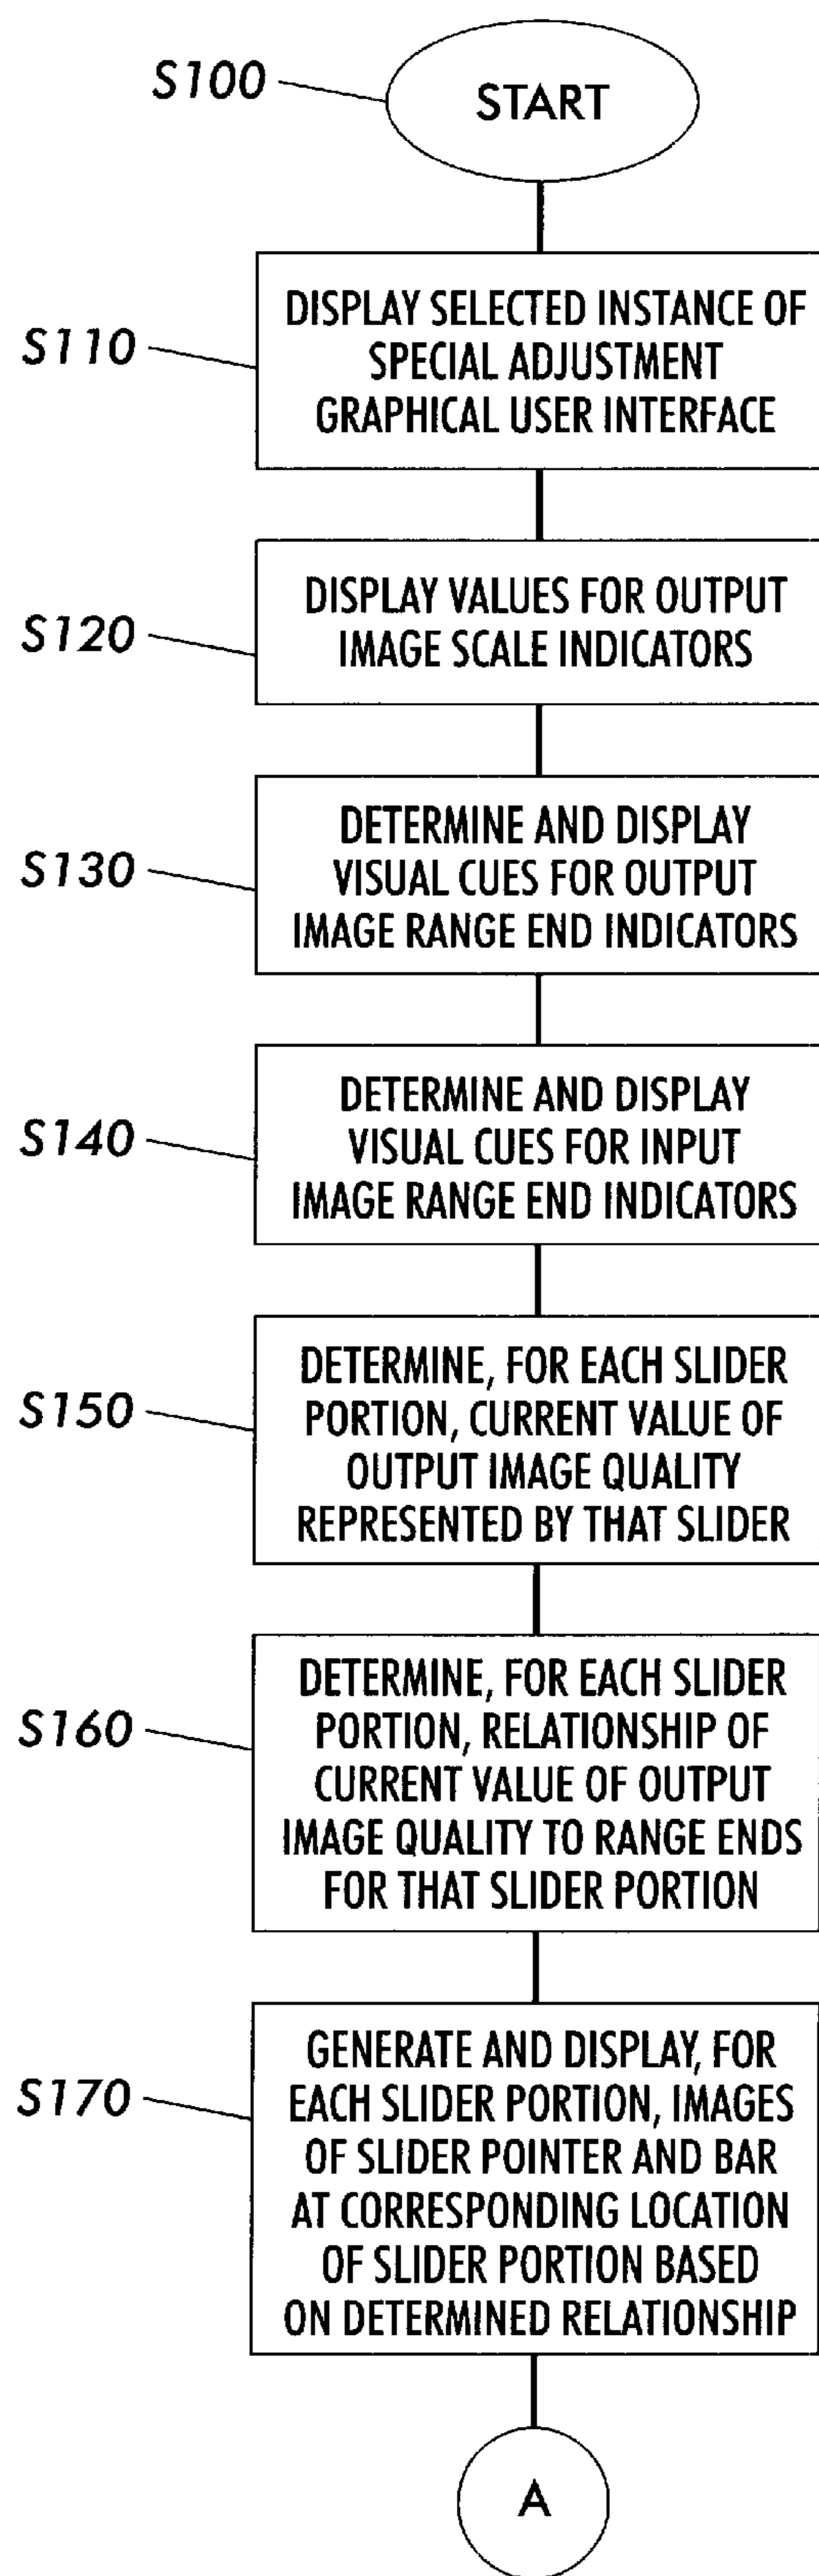 S100
START
S110
DISPLAY SELECTED INSTANCE OF
SPECIAL ADJUSTMENT
GRAPHICAL USER INTERFACE
S120
DISPLAY VALUES FOR OUTPUT
IMAGE SCALE INDICATORS
S130
DETERMINE AND DISPLAY
VISUAL CUES FOR OUTPUT
IMAGE RANGE END INDICATORS
S140
DETERMINE AND DISPLAY
VISUAL CUES FOR INPUT
IMAGE RANGE END INDICATORS
S150
DETERMINE, FOR EACH SLIDER
PORTION, CURRENT VALUE OF
OUTPUT IMAGE QUALITY
REPRESENTED BY THAT SLIDER
S160
DETERMINE, FOR EACH SLIDER
PORTION, RELATIONSHIP OF
CURRENT VALUE OF OUTPUT
IMAGE QUALITY TO RANGE ENDS
FOR THAT SLIDER PORTION
S170
GENERATE AND DISPLAY, FOR
EACH SLIDER PORTION, IMAGES
OF SLIDER POINTER AND BAR
AT CORRESPONDING LOCATION
OF SLIDER PORTION BASED
ON DETERMINED RELATIONSHIP
A